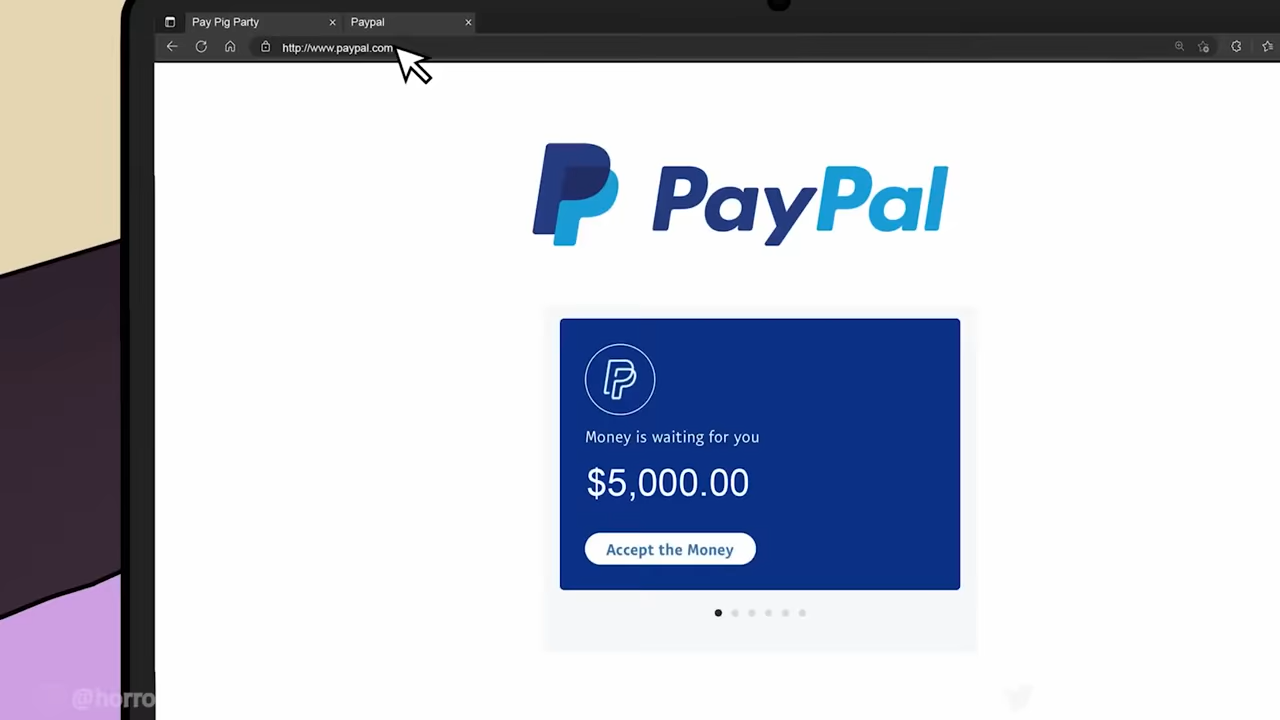 Pay Pig Party
Paypal
http://www.paypal.com
PayPal
Money is waiting for you
$5,000.00
Accept the Money
@horro